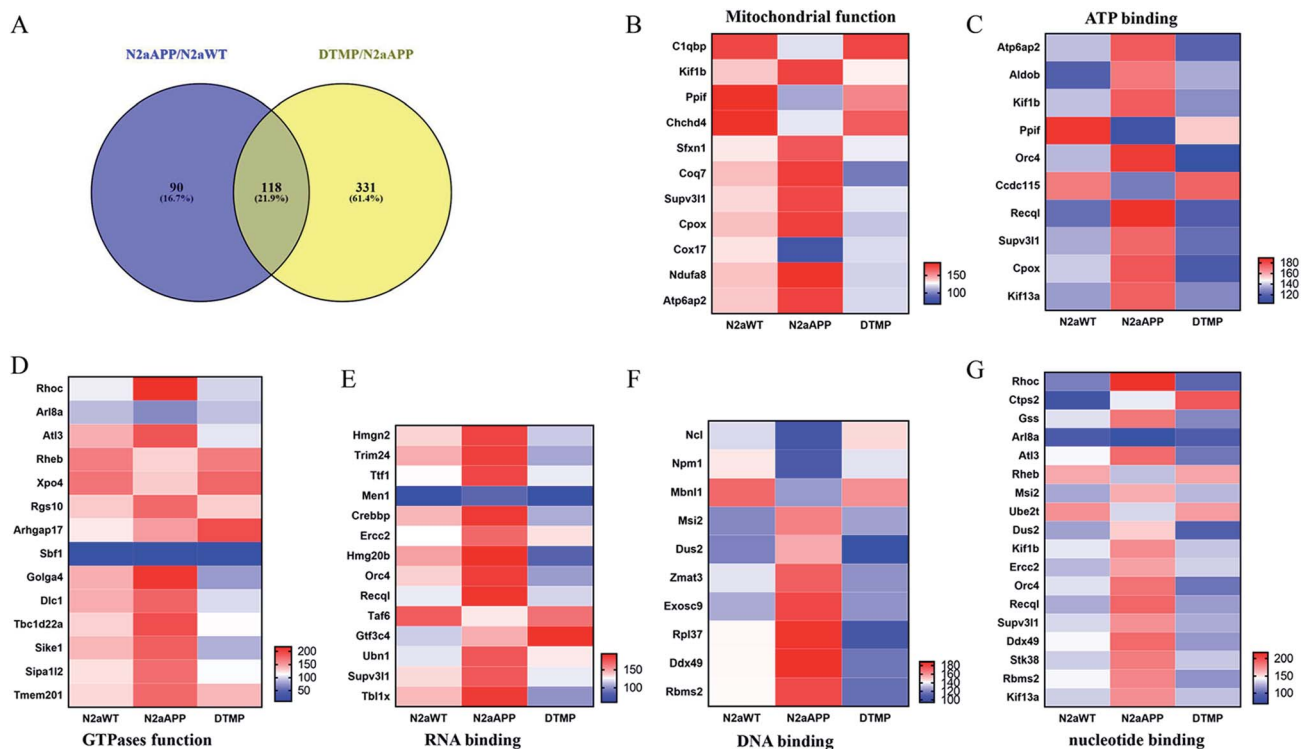 A
N2aAPP/N2aWT
DTMP/N2aAPP
90
(16.7%)
118
(21.9%)
331
(61.4%)
B
Mitochondrial function
C1qbp
Kif1b
Ppif
Chchd4
Sfxn1
Coq7
Supv3l1
Cpox
Cox17
Ndufa8
Atp6ap2
N2aWT N2aAPP DTMP
150
100
C
ATP binding
Atp6ap2
Aldob
Kif1b
Ppif
Orc4
Ccdc115
Recql
Supv3l1
Cpox
Kif13a
N2aWT N2aAPP DTMP
180
160
140
120
D
Rhoc
Arl8a
Atl3
Rheb
Xpo4
Rgs10
Arhgap17
Sbf1
Golga4
Dlc1
Tbc1d22a
Sike1
Sipa1l2
Tmem201
N2aWT N2aAPP DTMP
200
150
100
50
GTPases function
E
Hmgn2
Trim24
Ttf1
Men1
Crebbp
Ercc2
Hmg20b
Orc4
Recql
Taf6
Gtf3c4
Ubn1
Supv3l1
Tbl1x
N2aWT N2aAPP DTMP
150
100
RNA binding
F
Ncl
Npm1
Mbnl1
Msi2
Dus2
Zmat3
Exosc9
Rpl37
Ddx49
Rbms2
N2aWT N2aAPP DTMP
180
160
140
120
100
DNA binding
G
Rhoc
Ctps2
Gss
Arl8a
Atl3
Rheb
Msi2
Ube2t
Dus2
Kif1b
Ercc2
Orc4
Recql
Supv3l1
Ddx49
Stk38
Rbms2
Kif13a
N2aWT N2aAPP DTMP
200
150
100
nucleotide binding